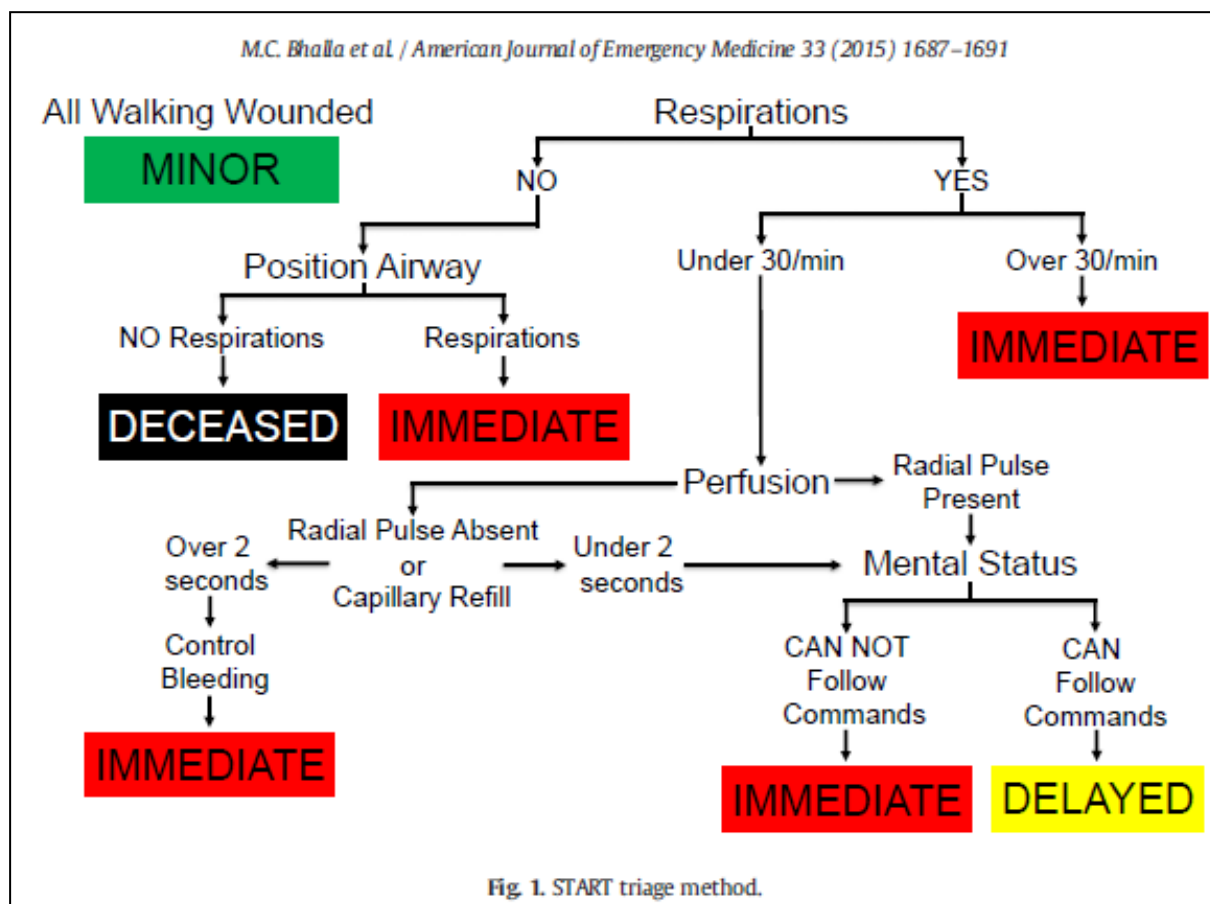 M.C. Bhalla et al. / American Journal of Emergency Medicine 33 (2015) 1687–1691
All Walking Wounded
MINOR
Respirations
NO
YES
Position Airway
Under 30/min
Over 30/min
NO Respirations
Respirations
IMMEDIATE
DECEASED
IMMEDIATE
Perfusion
Radial Pulse
Present
Over 2
seconds
Radial Pulse Absent
or
Capillary Refill
Under 2
seconds
Mental Status
Control
Bleeding
CAN NOT
Follow
Commands
CAN
Follow
Commands
IMMEDIATE
IMMEDIATE
DELAYED
Fig. 1. START triage method.